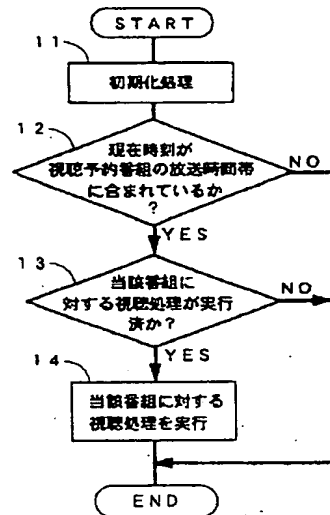 START
11
初期化処理
12
現在時刻が
視聴予約番組の放送時間帯
に含まれているか
?
NO
YES
13
当該番組に
対する視聴処理が実行
済か?
NO
YES
14
当該番組に対する
視聴処理を実行
END